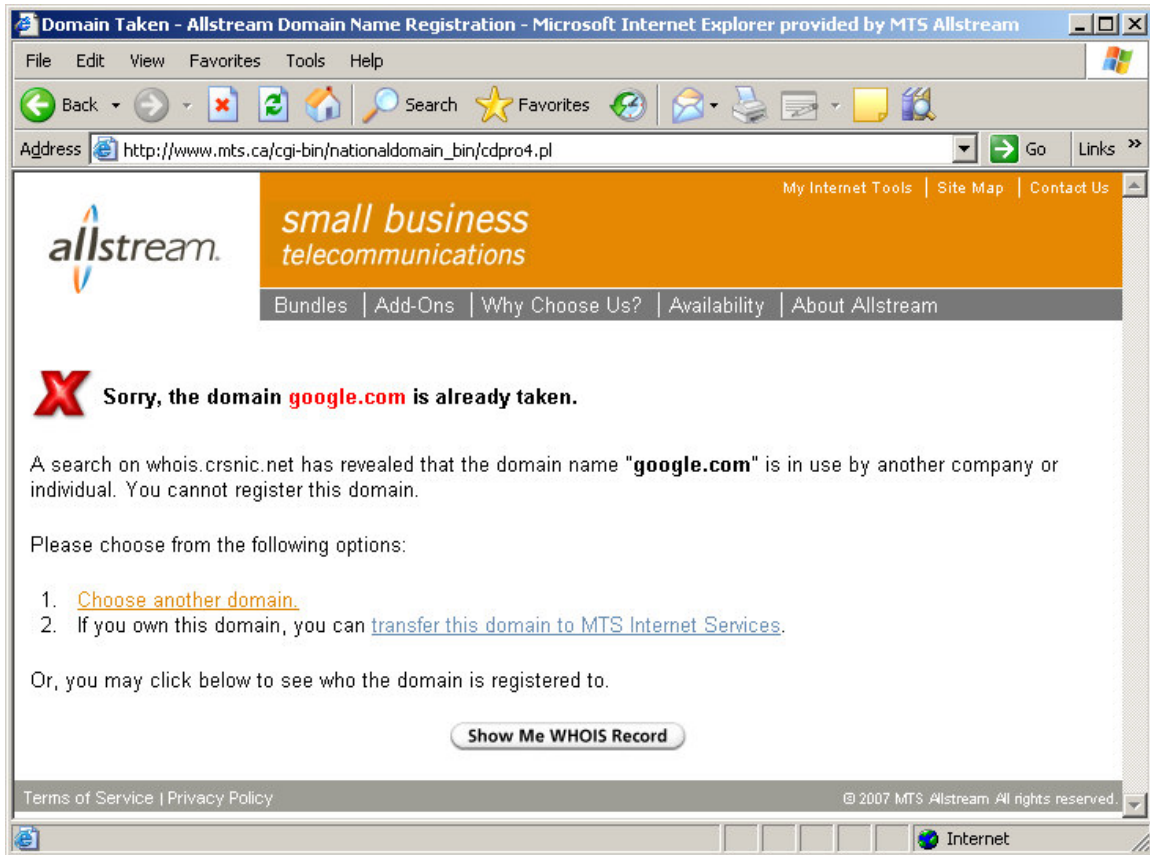 Domain Taken - Allstream Domain Name Registration - Microsoft Internet Explorer provided by MTS Allstream
File Edit View Favorites Tools Help
Back Search Favorites
Address http://www.mts.ca/cgi-bin/nationaldomain_bin/cdpro4.pl Go Links »
My Internet Tools | Site Map | Contact Us
allstream.
small business
telecommunications
Bundles | Add-Ons | Why Choose Us? | Availability | About Allstream
X Sorry, the domain google.com is already taken.
A search on whois.crsnic.net has revealed that the domain name "google.com" is in use by another company or
individual. You cannot register this domain.
Please choose from the following options:
1. Choose another domain.
2. If you own this domain, you can transfer this domain to MTS Internet Services.
Or, you may click below to see who the domain is registered to.
Show Me WHOIS Record
Terms of Service | Privacy Policy © 2007 MTS Allstream All rights reserved.
Internet